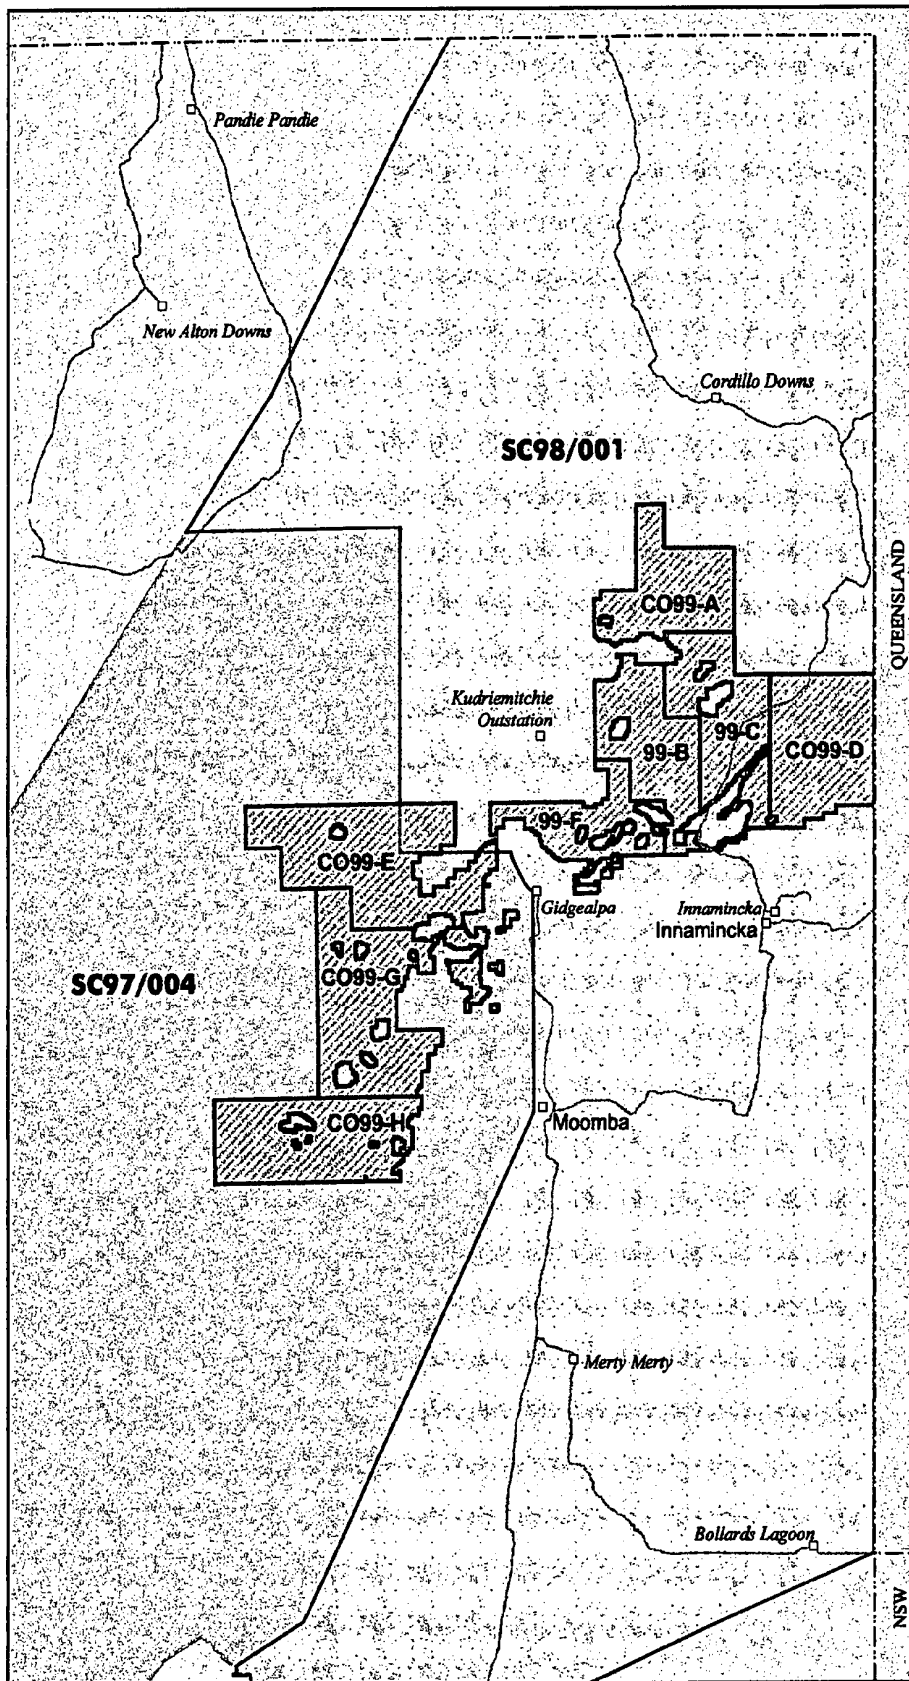 Pandie Pandie
New Alton Downs
Cordillo Downs
SC98/001
QUEENSLAND
CO99-A
Kudriemitchie
Outstation
99-B
99-C
CO99-D
99-F
CO99-E
Gidgealpa
Innamincka
Innamincka
CO99-G
SC97/004
Moomba
CO99-H
Merty Merty
Bollards Lagoon
NSW